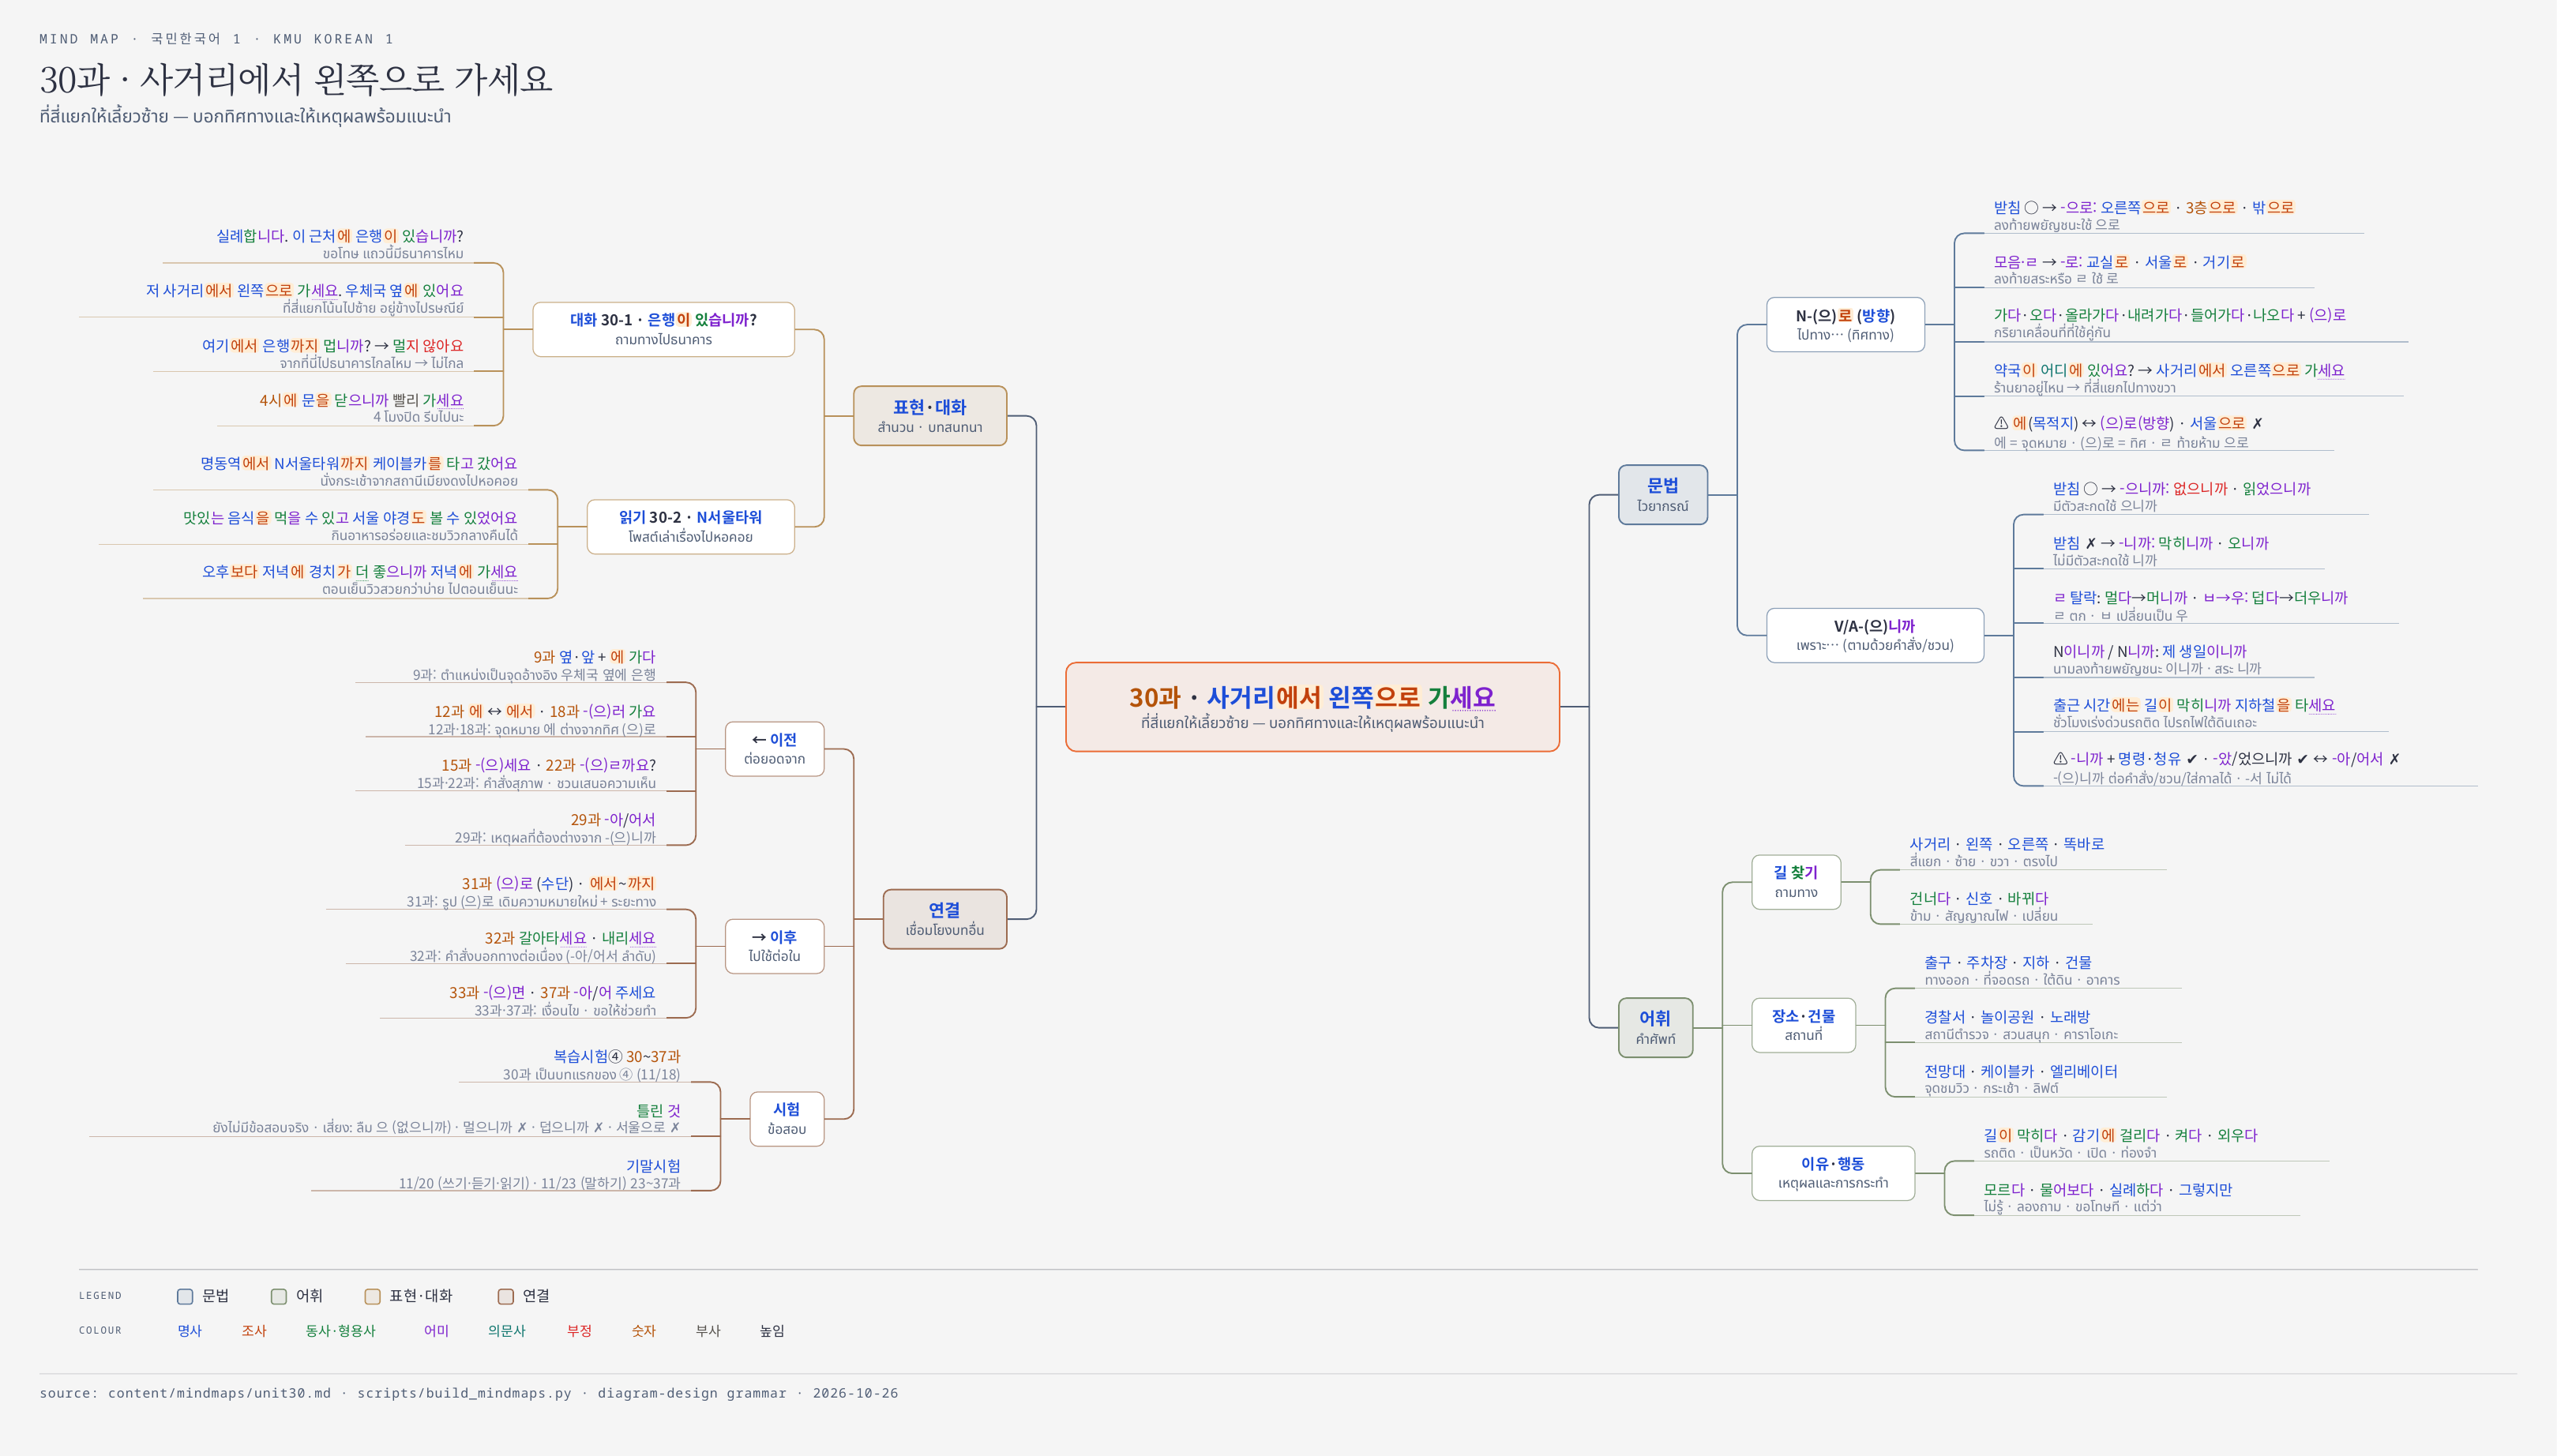 MIND MAP · 국민한국어 1 · KMU KOREAN 1
30과 · 사거리에서 왼쪽으로 가세요
ที่สี่แยกให้เลี้ยวซ้าย — บอกทิศทางและให้เหตุผลพร้อมแนะนำ
실례합니다. 이 근처에 은행이 있습니까?
ขอโทษ แถวนี้มีธนาคารไหม
저 사거리에서 왼쪽으로 가세요. 우체국 옆에 있어요
ที่สี่แยกโน้นไปซ้าย อยู่ข้างไปรษณีย์
여기에서 은행까지 멉니까? → 멀지 않아요
จากที่นี่ไปธนาคารไกลไหม → ไม่ไกล
4시에 문을 닫으니까 빨리 가세요
4 โมงปิด รีบไปนะ
대화 30-1 · 은행이 있습니까?
ถามทางไปธนาคาร
명동역에서 N서울타워까지 케이블카를 타고 갔어요
นั่งกระเช้าจากสถานีเมียงดงไปหอคอย
맛있는 음식을 먹을 수 있고 서울 야경도 볼 수 있었어요
กินอาหารอร่อยและชมวิวกลางคืนได้
오후보다 저녁에 경치가 더 좋으니까 저녁에 가세요
ตอนเย็นวิวสวยกว่าบ่าย ไปตอนเย็นนะ
읽기 30-2 · N서울타워
โพสต์เล่าเรื่องไปหอคอย
표현·대화
สำนวน · บทสนทนา
9과 옆·앞 + 에 가다
9과: ตำแหน่งเป็นจุดอ้างอิง 우체국 옆에 은행
12과 에 ↔ 에서 · 18과 -(으)러 가요
12과·18과: จุดหมาย 에 ต่างจากทิศ (으)로
15과 -(으)세요 · 22과 -(으)ㄹ까요?
15과·22과: คำสั่งสุภาพ · ชวนเสนอความเห็น
29과 -아/어서
29과: เหตุผลที่ต้องต่างจาก -(으)니까
← 이전
ต่อยอดจาก
31과 (으)로 (수단) · 에서~까지
31과: รูป (으)로 เดิมความหมายใหม่ + ระยะทาง
32과 갈아타세요 · 내리세요
32과: คำสั่งบอกทางต่อเนื่อง (-아/어서 ลำดับ)
33과 -(으)면 · 37과 -아/어 주세요
33과·37과: เงื่อนไข · ขอให้ช่วยทำ
→ 이후
ไปใช้ต่อใน
복습시험④ 30~37과
30과 เป็นบทแรกของ ④ (11/18)
틀린 것
ยังไม่มีข้อสอบจริง · เสี่ยง: ลืม 으 (없으니까) · 멀으니까 ✗ · 덥으니까 ✗ · 서울으로 ✗
기말시험
11/20 (쓰기·듣기·읽기) · 11/23 (말하기) 23~37과
시험
ข้อสอบ
연결
เชื่อมโยงบทอื่น
30과 · 사거리에서 왼쪽으로 가세요
ที่สี่แยกให้เลี้ยวซ้าย — บอกทิศทางและให้เหตุผลพร้อมแนะนำ
문법
ไวยากรณ์
N-(으)로 (방향)
ไปทาง… (ทิศทาง)
받침 ○ → -으로: 오른쪽으로 · 3층으로 · 밖으로
ลงท้ายพยัญชนะใช้ 으로
모음·ㄹ → -로: 교실로 · 서울로 · 거기로
ลงท้ายสระหรือ ㄹ ใช้ 로
가다·오다·올라가다·내려가다·들어가다·나오다 + (으)로
กริยาเคลื่อนที่ที่ใช้คู่กัน
약국이 어디에 있어요? → 사거리에서 오른쪽으로 가세요
ร้านยาอยู่ไหน → ที่สี่แยกไปทางขวา
⚠ 에(목적지) ↔ (으)로(방향) · 서울으로 ✗
에 = จุดหมาย · (으)로 = ทิศ · ㄹ ท้ายห้าม 으로
V/A-(으)니까
เพราะ… (ตามด้วยคำสั่ง/ชวน)
받침 ○ → -으니까: 없으니까 · 읽었으니까
มีตัวสะกดใช้ 으니까
받침 ✗ → -니까: 막히니까 · 오니까
ไม่มีตัวสะกดใช้ 니까
ㄹ 탈락: 멀다→머니까 · ㅂ→우: 덥다→더우니까
ㄹ ตก · ㅂ เปลี่ยนเป็น 우
N이니까 / N니까: 제 생일이니까
นามลงท้ายพยัญชนะ 이니까 · สระ 니까
출근 시간에는 길이 막히니까 지하철을 타세요
ชั่วโมงเร่งด่วนรถติด ไปรถไฟใต้ดินเถอะ
⚠ -니까 + 명령·청유 ✔ · -았/었으니까 ✔ ↔ -아/어서 ✗
-(으)니까 ต่อคำสั่ง/ชวน/ใส่กาลได้ · -서 ไม่ได้
어휘
คำศัพท์
길 찾기
ถามทาง
사거리 · 왼쪽 · 오른쪽 · 똑바로
สี่แยก · ซ้าย · ขวา · ตรงไป
건너다 · 신호 · 바뀌다
ข้าม · สัญญาณไฟ · เปลี่ยน
장소·건물
สถานที่
출구 · 주차장 · 지하 · 건물
ทางออก · ที่จอดรถ · ใต้ดิน · อาคาร
경찰서 · 놀이공원 · 노래방
สถานีตำรวจ · สวนสนุก · คาราโอเกะ
전망대 · 케이블카 · 엘리베이터
จุดชมวิว · กระเช้า · ลิฟต์
이유·행동
เหตุผลและการกระทำ
길이 막히다 · 감기에 걸리다 · 켜다 · 외우다
รถติด · เป็นหวัด · เปิด · ท่องจำ
모르다 · 물어보다 · 실례하다 · 그렇지만
ไม่รู้ · ลองถาม · ขอโทษที · แต่ว่า
LEGEND 문법 어휘 표현·대화 연결
COLOUR 명사 조사 동사·형용사 어미 의문사 부정 숫자 부사 높임
source: content/mindmaps/unit30.md · scripts/build_mindmaps.py · diagram-design grammar · 2026-10-26